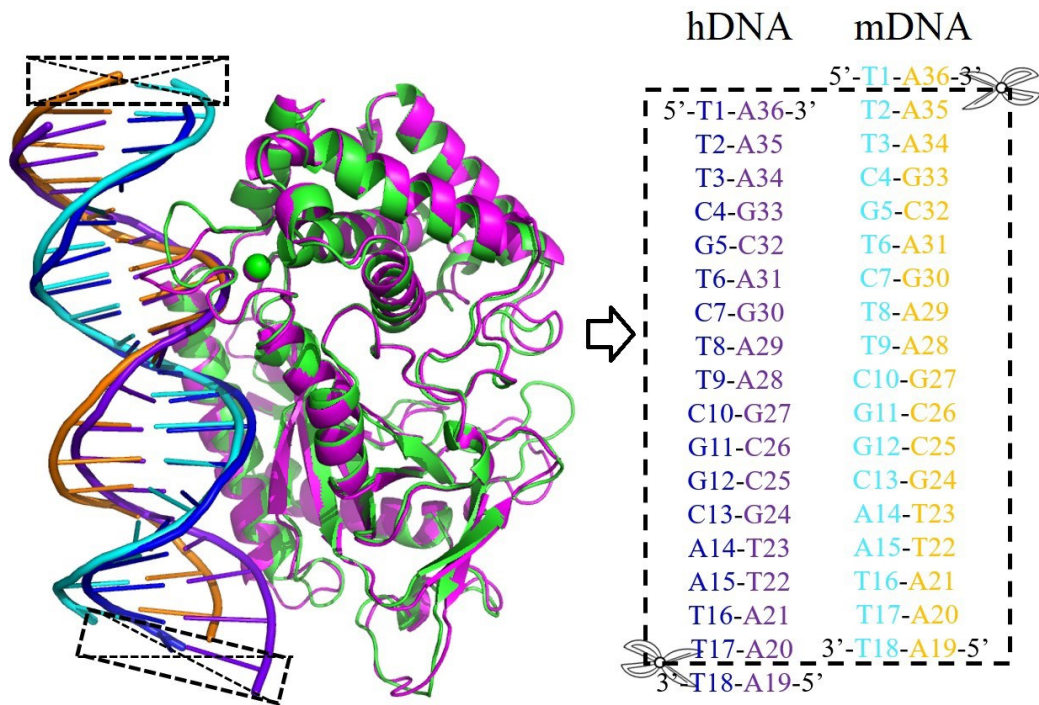 hDNA mDNA
5’-T1-A36-3’
5’-T1-A36-3’ T2-A35
T2-A35 T3-A34
T3-A34 C4-G33
C4-G33 G5-C32
G5-C32 T6-A31
T6-A31 C7-G30
C7-G30 T8-A29
T8-A29 T9-A28
T9-A28 C10-G27
C10-G27 G11-C26
G11-C26 G12-C25
G12-C25 C13-G24
C13-G24 A14-T23
A14-T23 A15-T22
A15-T22 T16-A21
T16-A21 T17-A20
T17-A20 3’-T18-A19-5’
3’-T18-A19-5’